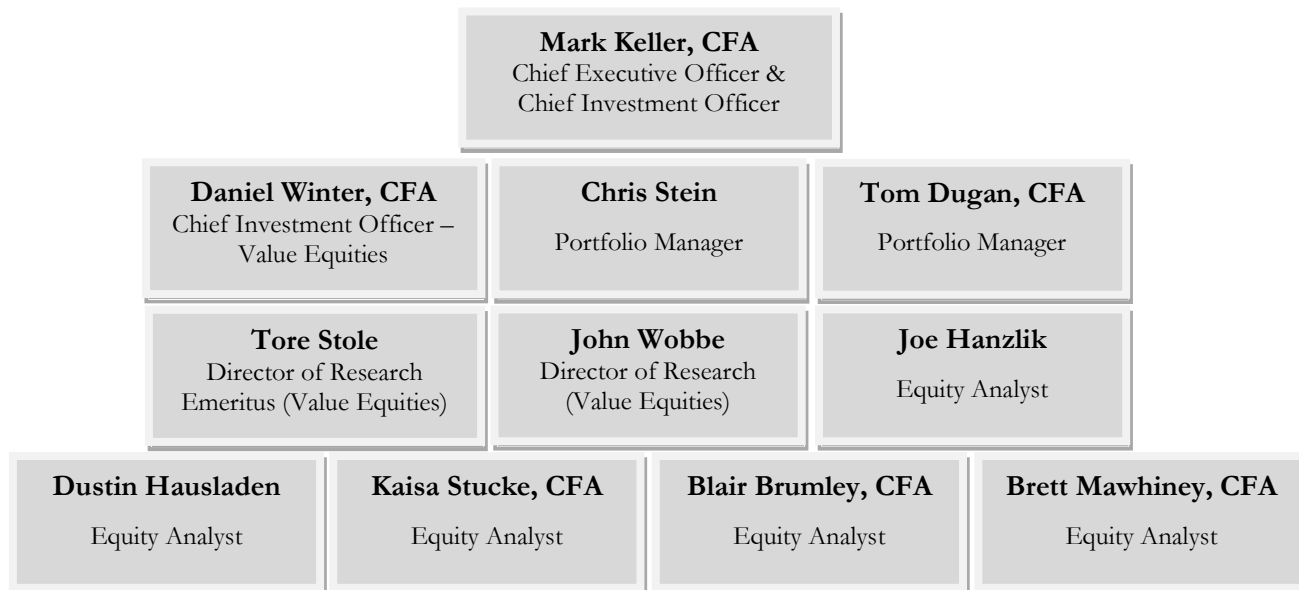 Mark Keller, CFA
Chief Executive Officer &
Chief Investment Officer
Daniel Winter, CFA
Chief Investment Officer –
Value Equities
Chris Stein
Portfolio Manager
Tom Dugan, CFA
Portfolio Manager
Tore Stole
Director of Research
Emeritus (Value Equities)
John Wobbe
Director of Research
(Value Equities)
Joe Hanzlik
Equity Analyst
Dustin Hausladen
Equity Analyst
Kaisa Stucke, CFA
Equity Analyst
Blair Brumley, CFA
Equity Analyst
Brett Mawhiney, CFA
Equity Analyst